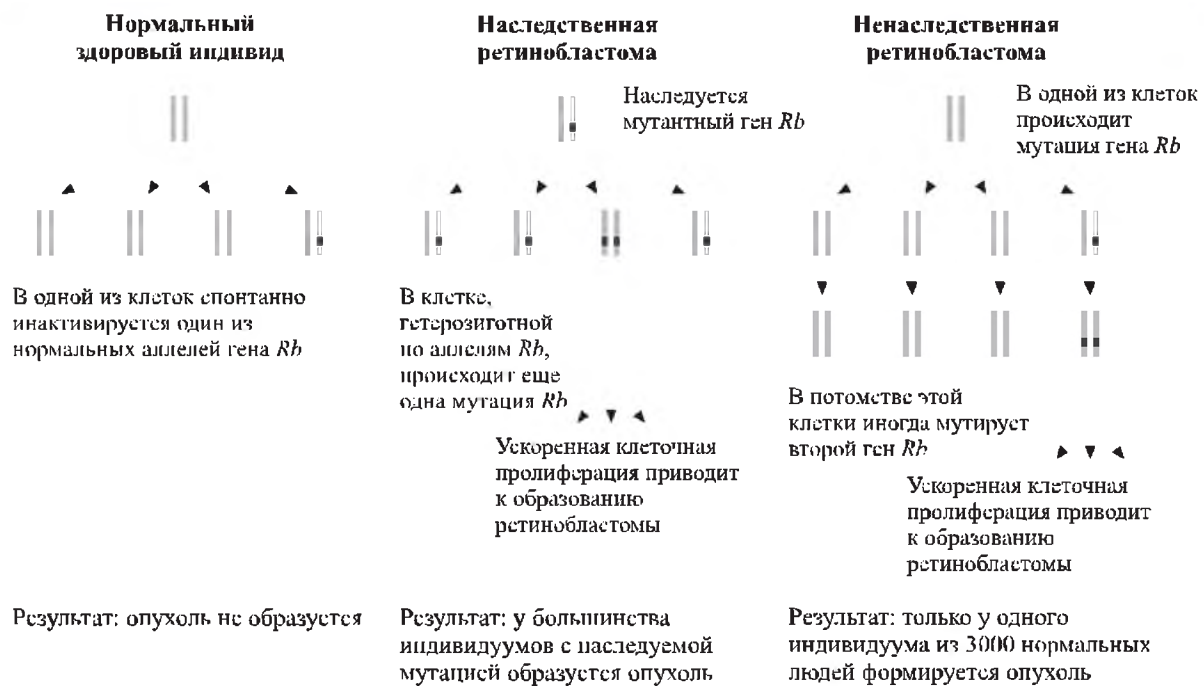 Нормальный
здоровый индивид
Наследственная
ретинобластома
Ненаследственная
ретинобластома
Наследуется
мутантный ген Rb
В одной из клеток
происходит
мутация гена Rb
В одной из клеток спонтанно
инактивируется один из
нормальных аллелей гена Rb
В клетке,
гетерозиготной
по аллелям Rb,
происходит еще
одна мутация Rb
Ускоренная клеточная
пролиферация приводит
к образованию
ретинобластомы
В потомстве этой
клетки иногда мутирует
второй ген Rb
Ускоренная клеточная
пролиферация приводит
к образованию
ретинобластомы
Результат: опухоль не образуется
Результат: у большинства
индивидуумов с наследуемой
мутацией образуется опухоль
Результат: только у одного
индивидуума из 3000 нормальных
людей формируется опухоль